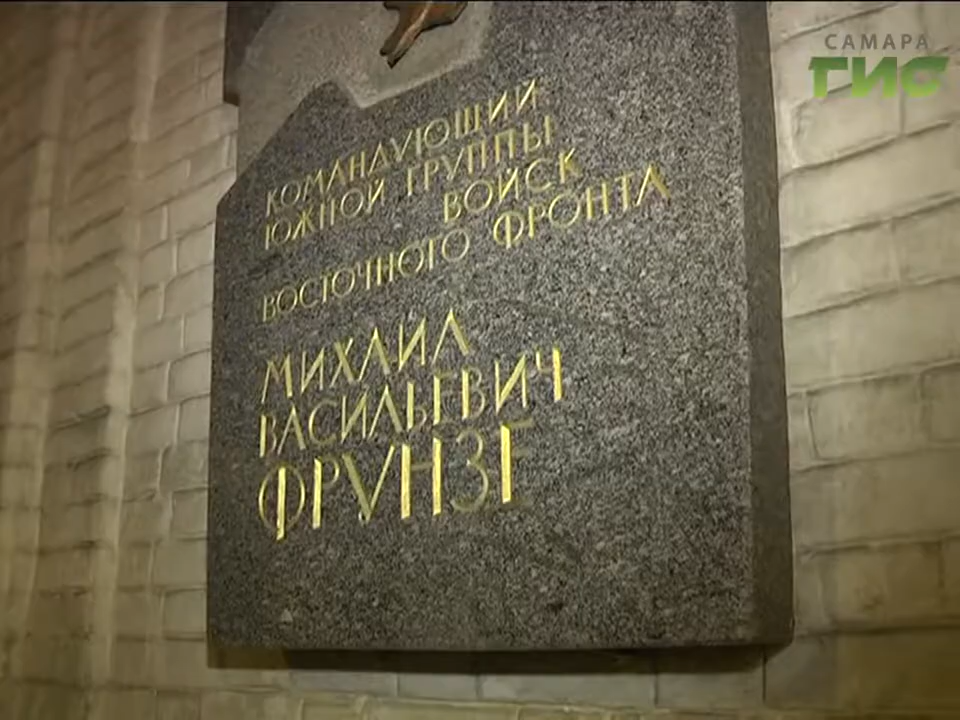 САМАРА
ГИС
КОМАНДУЮЩИЙ
ЮЖНОЙ ГРУППЫ
ВОЙСК
ВОСТОЧНОГО ФРОНТА
МИХАИЛ
ВАСИЛЬЕВИЧ
ФРУНЗЕ